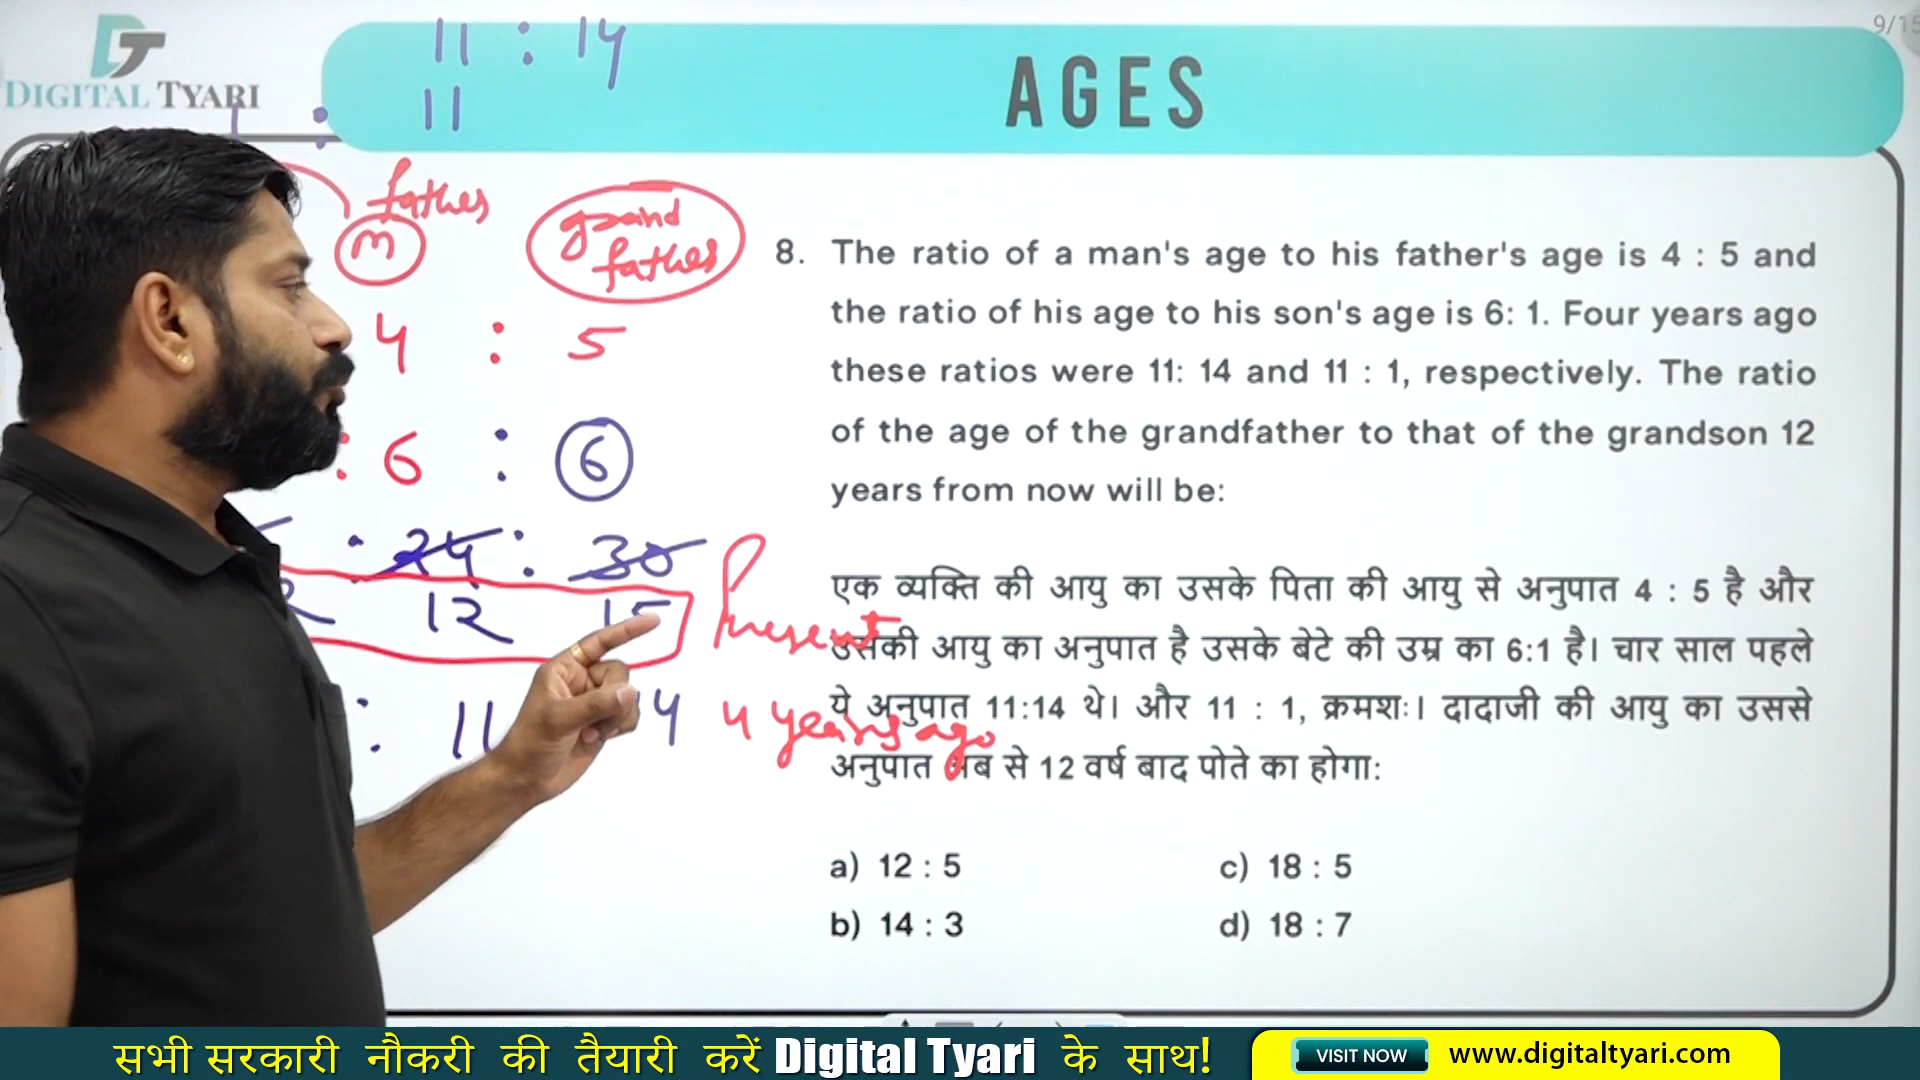 9/15
DIGITAL TYARI
AGES
11 : 14
1 : 11
father
m
grand
father
4 : 5
: 6 : 6
: 24 : 30
12 15
Present
: 11 14
4 years ago
8. The ratio of a man's age to his father's age is 4 : 5 and
the ratio of his age to his son's age is 6: 1. Four years ago
these ratios were 11: 14 and 11 : 1, respectively. The ratio
of the age of the grandfather to that of the grandson 12
years from now will be:
एक व्यक्ति की आयु का उसके पिता की आयु से अनुपात 4 : 5 है और
उसकी आयु का अनुपात है उसके बेटे की उम्र का 6:1 है। चार साल पहले
ये अनुपात 11:14 थे। और 11 : 1, क्रमशः। दादाजी की आयु का उससे
अनुपात अब से 12 वर्ष बाद पोते का होगा:
a) 12 : 5 c) 18 : 5
b) 14 : 3 d) 18 : 7
सभी सरकारी नौकरी की तैयारी करें Digital Tyari के साथ!
VISIT NOW www.digitaltyari.com